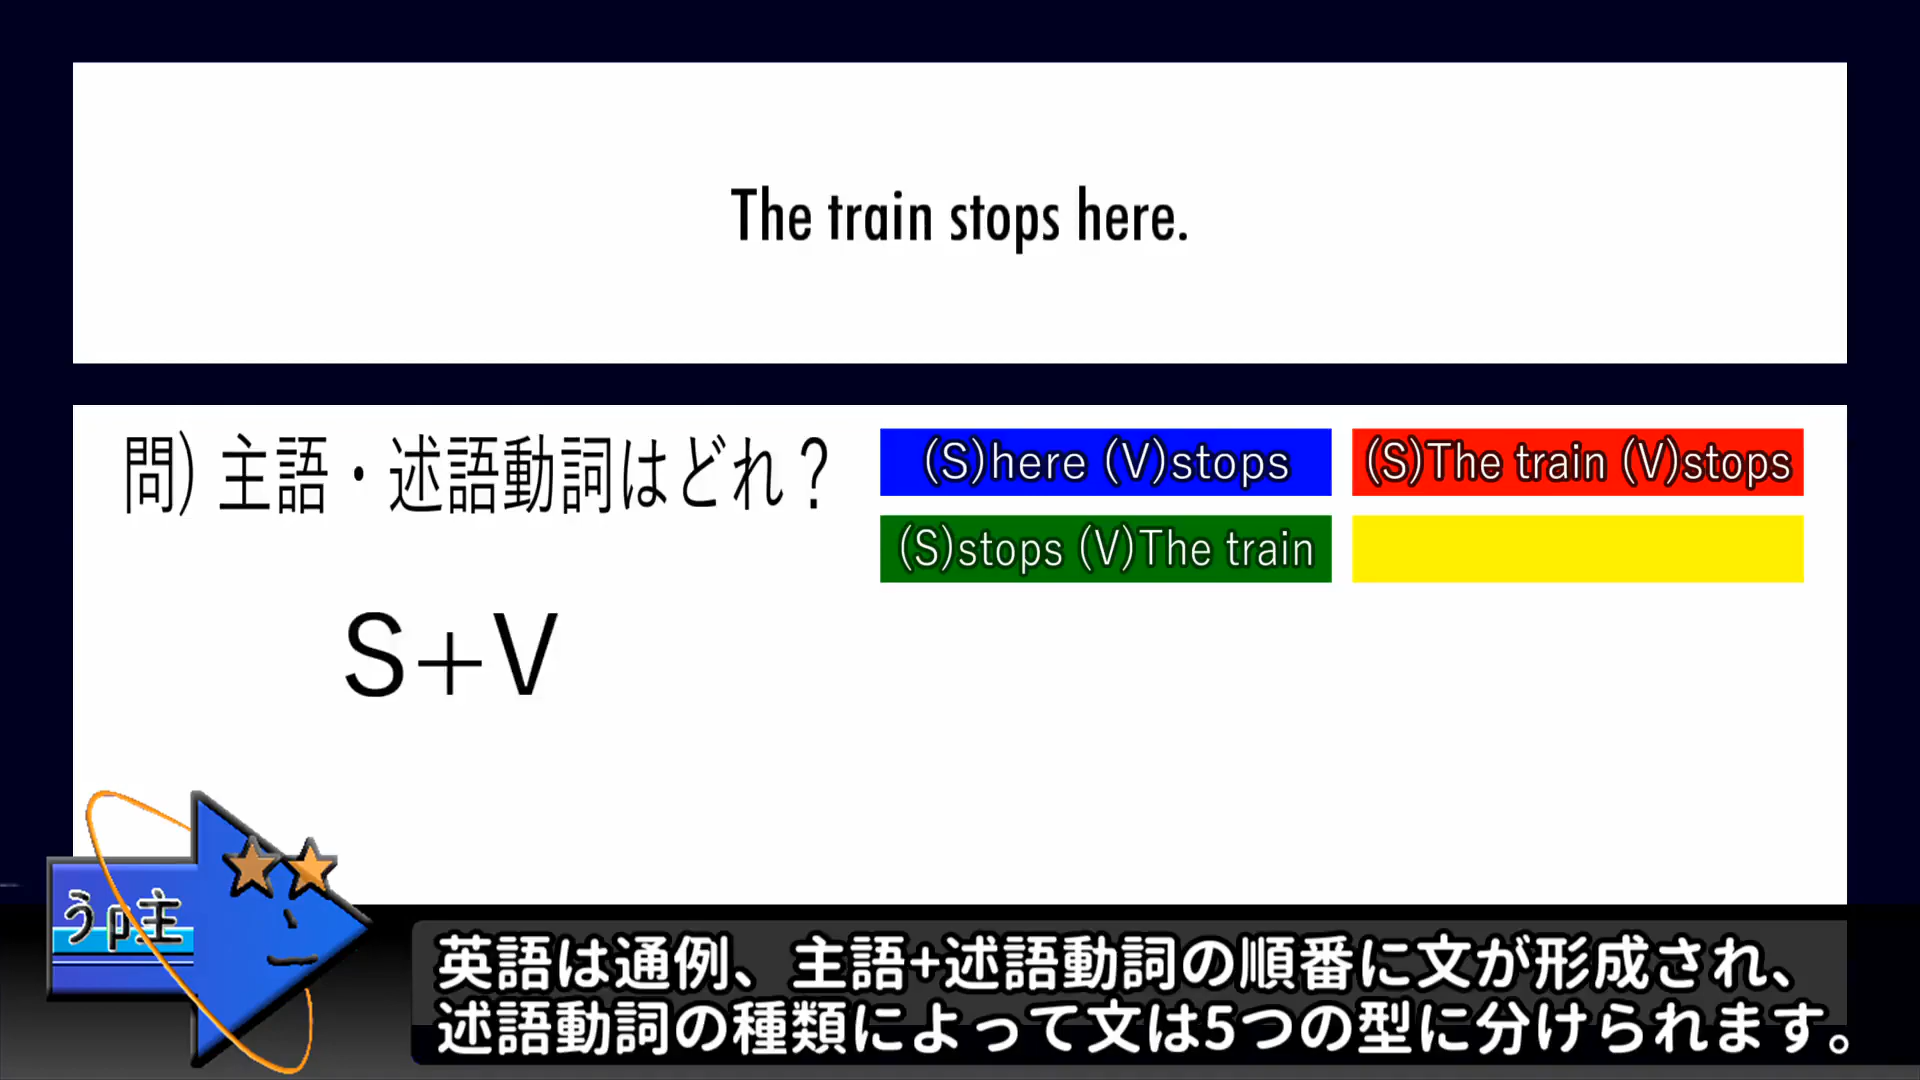 The train stops here.
問) 主語・述語動詞はどれ？
(S)here (V)stops
(S)The train (V)stops
(S)stops (V)The train
S+V
うp主
英語は通例、主語+述語動詞の順番に文が形成され、
述語動詞の種類によって文は5つの型に分けられます。